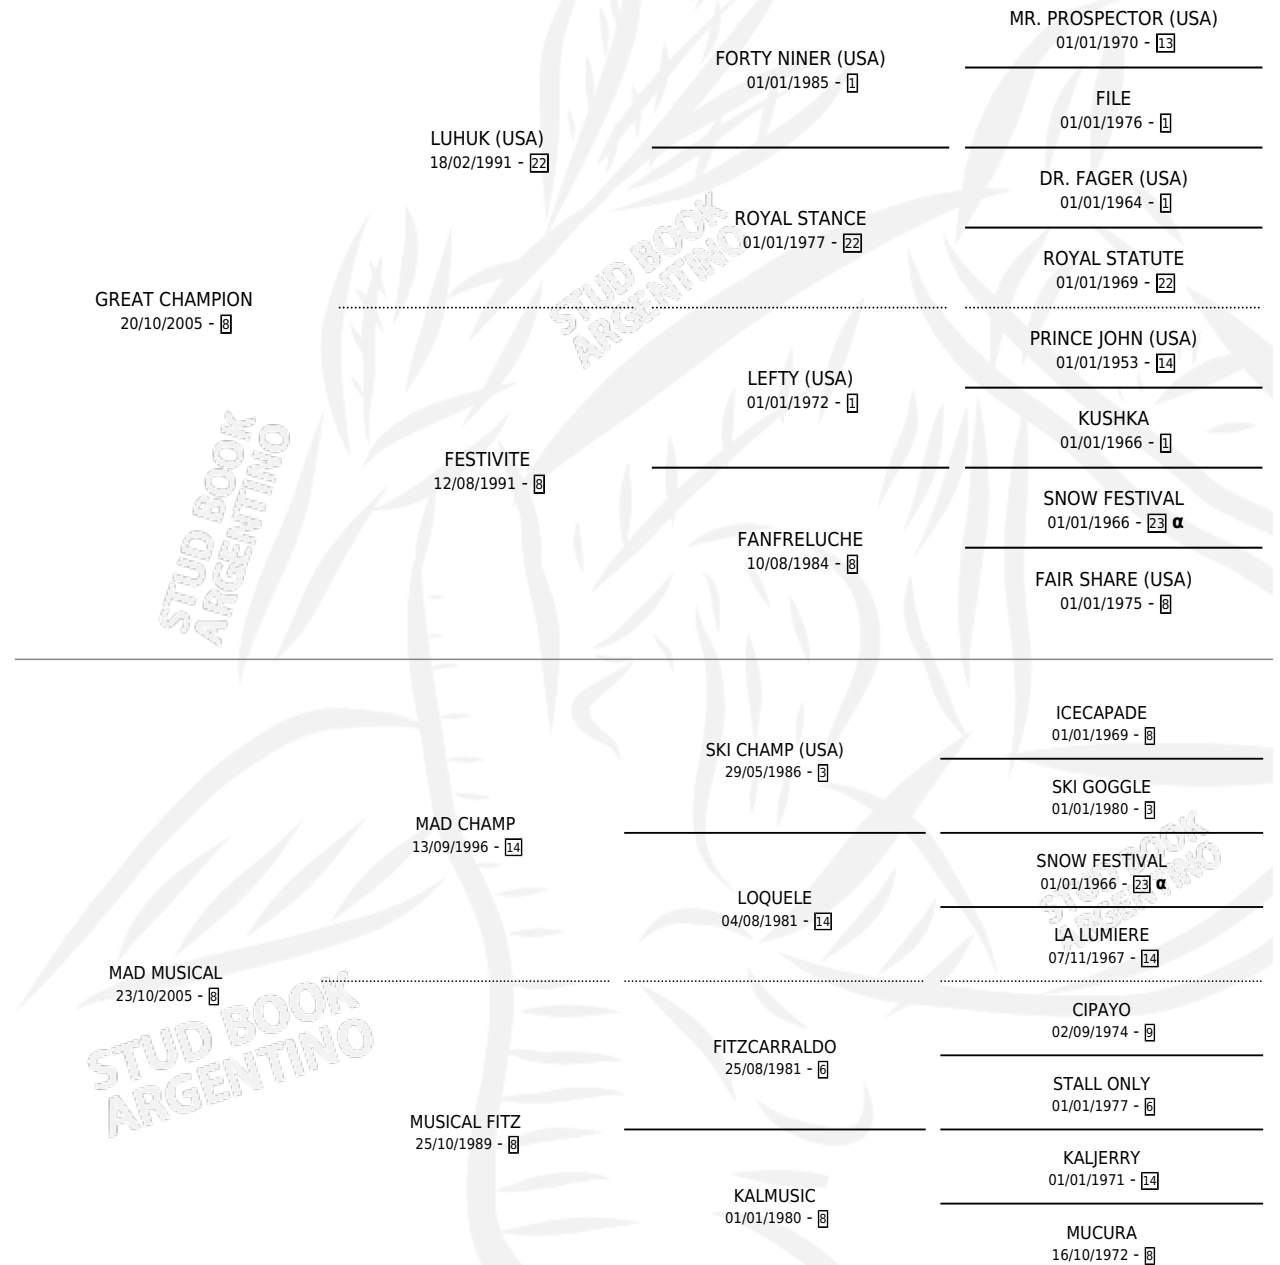 MR. PROSPECTOR (USA)
01/01/1970 - 13
FORTY NINER (USA)
01/01/1985 - 1
FILE
01/01/1976 - 1
LUHUK (USA)
18/02/1991 - 22
DR. FAGER (USA)
01/01/1964 - 1
ROYAL STANCE
01/01/1977 - 22
ROYAL STATUTE
01/01/1969 - 22
GREAT CHAMPION
20/10/2005 - 8
PRINCE JOHN (USA)
01/01/1953 - 14
LEFTY (USA)
01/01/1972 - 1
KUSHKA
01/01/1966 - 1
FESTIVITE
12/08/1991 - 8
SNOW FESTIVAL
01/01/1966 - 23 α
FANFRELUCHE
10/08/1984 - 8
FAIR SHARE (USA)
01/01/1975 - 8
ICECAPADE
01/01/1969 - 8
SKI CHAMP (USA)
29/05/1986 - 3
SKI GOGGLE
01/01/1980 - 3
MAD CHAMP
13/09/1996 - 14
SNOW FESTIVAL
01/01/1966 - 23 α
LOQUELE
04/08/1981 - 14
LA LUMIERE
07/11/1967 - 14
MAD MUSICAL
23/10/2005 - 8
CIPAYO
02/09/1974 - 9
FITZCARRALDO
25/08/1981 - 6
STALL ONLY
01/01/1977 - 6
MUSICAL FITZ
25/10/1989 - 8
KALJERRY
01/01/1971 - 14
KALMUSIC
01/01/1980 - 8
MUCURA
16/10/1972 - 8
STUD BOOK
ARGENTINO
STUD BOOK
ARGENTINO
STUD BOOK
ARGENTINO
STUD BOOK
ARGENTINO